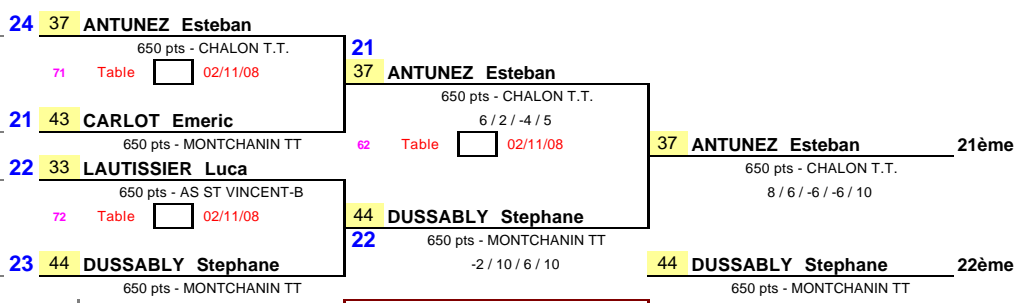 24 37 ANTUNEZ Esteban
650 pts - CHALON T.T.
21
71 Table 02/11/08
37 ANTUNEZ Esteban
650 pts - CHALON T.T.
21 43 CARLOT Emeric
6 / 2 / -4 / 5
650 pts - MONTCHANIN TT
62 Table 02/11/08
37 ANTUNEZ Esteban 21ème
22 33 LAUTISSIER Luca
650 pts - CHALON T.T.
650 pts - AS ST VINCENT-B
8 / 6 / -6 / -6 / 10
72 Table 02/11/08
44 DUSSABLY Stephane
22
650 pts - MONTCHANIN TT
23 44 DUSSABLY Stephane
-2 / 10 / 6 / 10
44 DUSSABLY Stephane 22ème
650 pts - MONTCHANIN TT
650 pts - MONTCHANIN TT